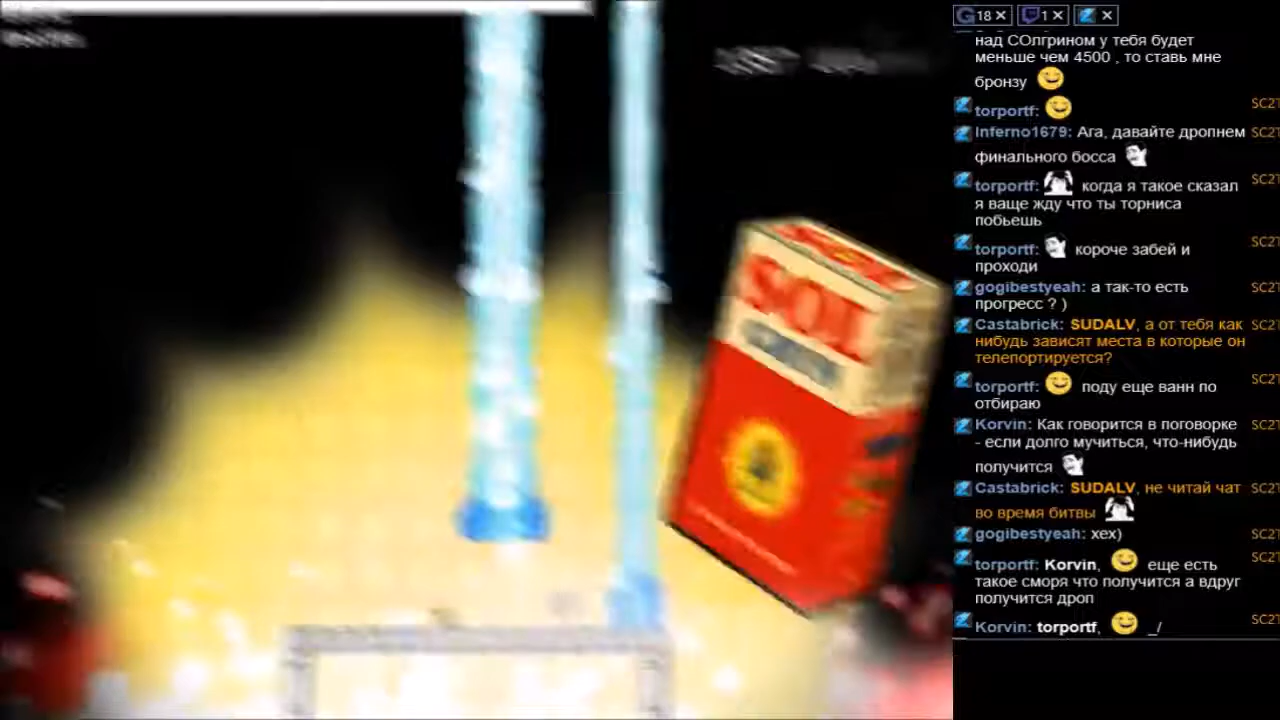 18 × 1 × ×
над СОлгрином у тебя будет
меньше чем 4500 , то ставь мне
бронзу
torportf:
Inferno1679: Ага, давайте дропнем
финального босса
torportf: когда я такое сказал
я ваще жду что ты торниса
побьешь
torportf: короче забей и
проходи
gogibestyeah: а так-то есть
прогресс ? )
Castabrick: SUDALV, а от тебя как
нибудь зависят места в которые он
телепортируется?
torportf: поду еще ванн по
отбираю
Korvin: Как говорится в поговорке
- если долго мучиться, что-нибудь
получится
Castabrick: SUDALV, не читай чат
во время битвы
gogibestyeah: хех)
torportf: Korvin, еще есть
такое сморя что получится а вдруг
получится дроп
Korvin: torportf, _/